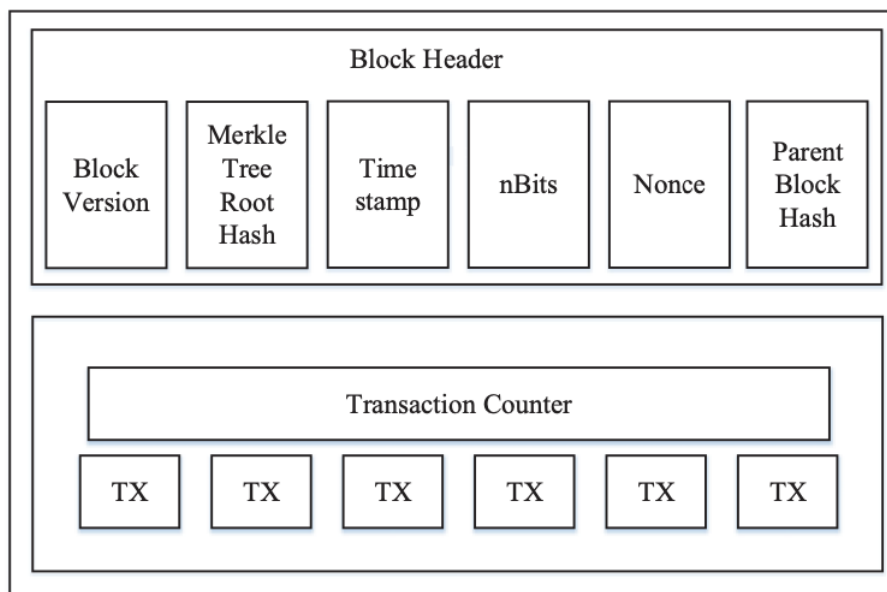 Block Header
Block
Version
Merkle
Tree
Root
Hash
Time
stamp
nBits
Nonce
Parent
Block
Hash
Transaction Counter
TX
TX
TX
TX
TX
TX